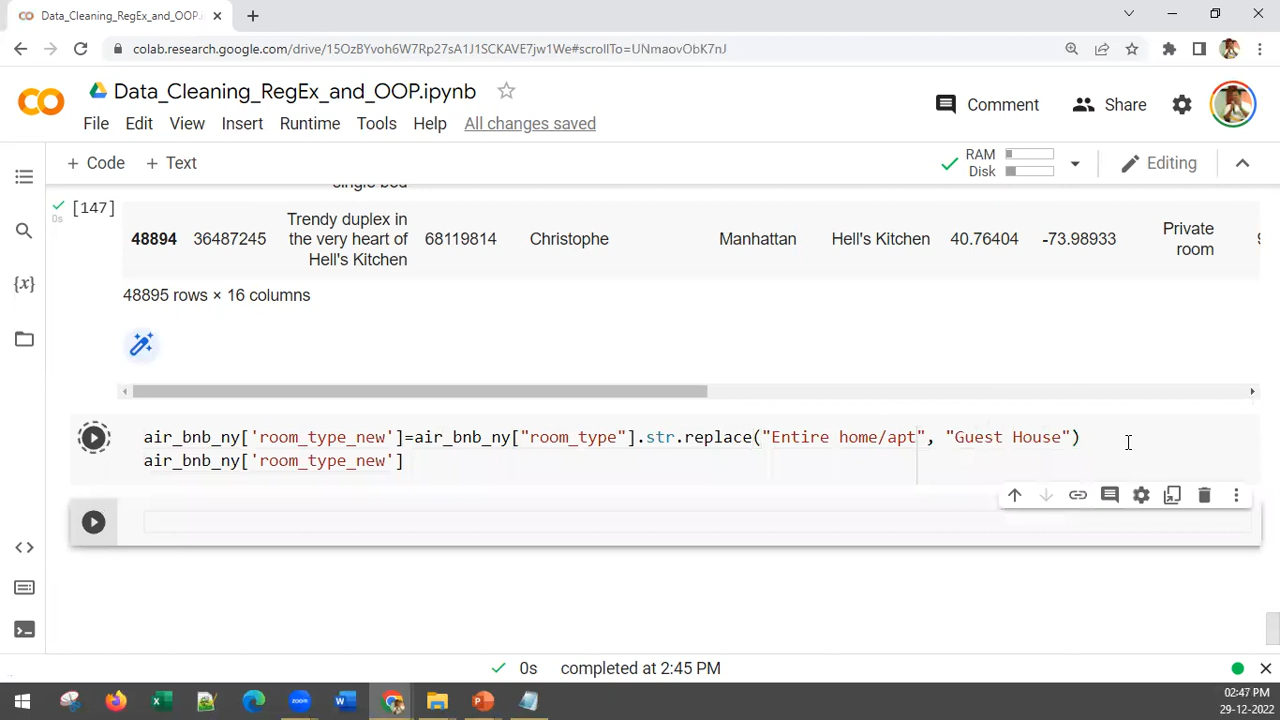 Data_Cleaning_RegEx_and_OOP.
colab.research.google.com/drive/15OzBYvoh6W7Rp27sA1J1SCKAVE7jw1We#scrollTo=UNmaovObK7nJ
Data_Cleaning_RegEx_and_OOP.ipynb
File Edit View Insert Runtime Tools Help All changes saved
Comment Share
+ Code + Text
RAM
Disk
Editing
single bed
[147]
0s
48894 36487245 Trendy duplex in the very heart of Hell's Kitchen 68119814 Christophe Manhattan Hell's Kitchen 40.76404 -73.98933 Private room
48895 rows × 16 columns
air_bnb_ny['room_type_new']=air_bnb_ny["room_type"].str.replace("Entire home/apt", "Guest House")
air_bnb_ny['room_type_new']
0s completed at 2:45 PM
02:47 PM
29-12-2022